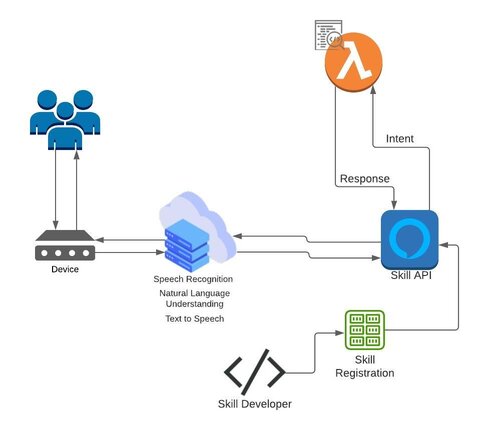 Intent
Response
Device
Speech Recognition
Natural Language
Understanding
Text to Speech
Skill API
Skill
Registration
Skill Developer